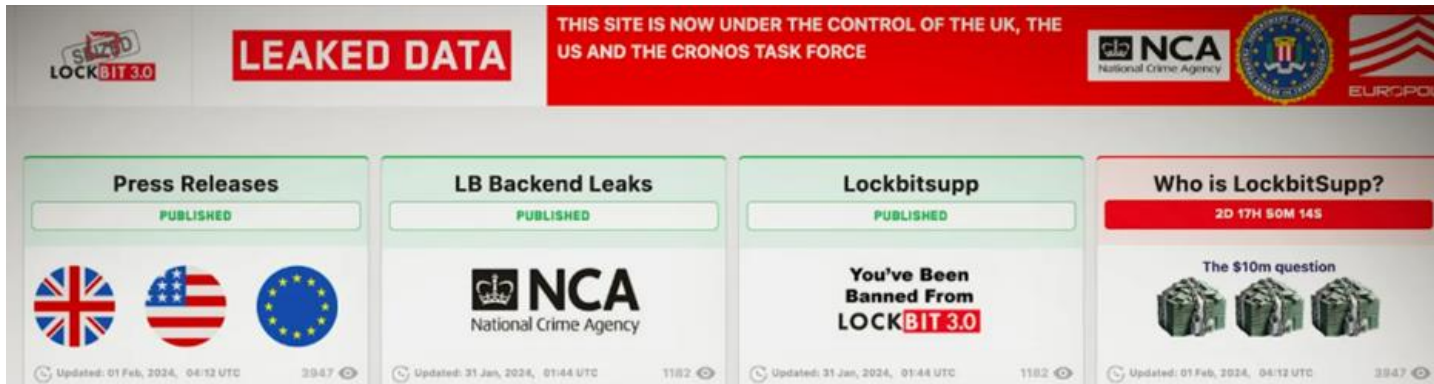 SEIZED
LOCKBIT 3.0
LEAKED DATA
THIS SITE IS NOW UNDER THE CONTROL OF THE UK, THE
US AND THE CRONOS TASK FORCE
NCA
National Crime Agency
EUROPOL
Press Releases
PUBLISHED
Updated: 01 Feb, 2024, 04:12 UTC
3947
LB Backend Leaks
PUBLISHED
NCA
National Crime Agency
Updated: 31 Jan, 2024, 01:44 UTC
1182
Lockbitsupp
PUBLISHED
You've Been
Banned From
LOCKBIT 3.0
Updated: 31 Jan, 2024, 01:44 UTC
1182
Who is LockbitSupp?
2D 17H 50M 14S
The $10m question
Updated: 01 Feb, 2024, 04:12 UTC
3947